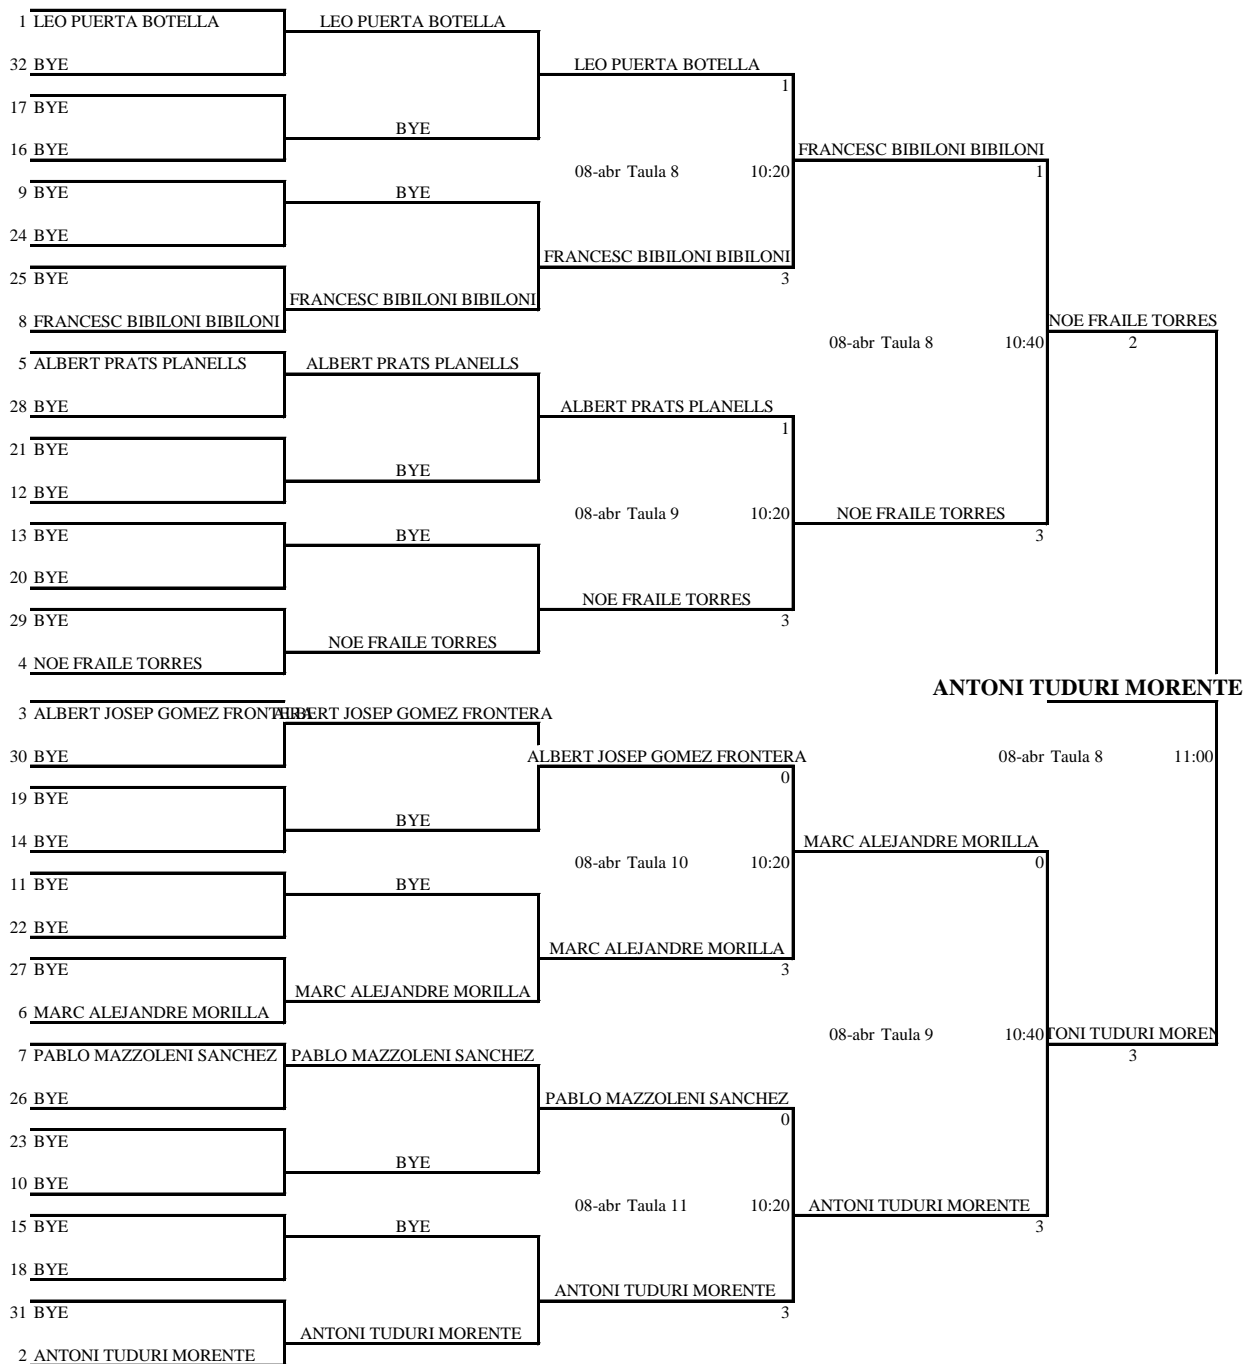 1 LEO PUERTA BOTELLA LEO PUERTA BOTELLA
32 BYE LEO PUERTA BOTELLA
1
17 BYE
BYE
16 BYE FRANCESC BIBILONI BIBILONI
08-abr Taula 8 10:20 1
9 BYE BYE
24 BYE
FRANCESC BIBILONI BIBILONI
25 BYE 3
FRANCESC BIBILONI BIBILONI
8 FRANCESC BIBILONI BIBILONI NOE FRAILE TORRES
08-abr Taula 8 10:40 2
5 ALBERT PRATS PLANELLS ALBERT PRATS PLANELLS
28 BYE ALBERT PRATS PLANELLS
1
21 BYE
BYE
12 BYE
08-abr Taula 9 10:20 NOE FRAILE TORRES
13 BYE BYE 3
20 BYE
NOE FRAILE TORRES
29 BYE 3
NOE FRAILE TORRES
4 NOE FRAILE TORRES
ANTONI TUDURI MORENTE
3 ALBERT JOSEP GOMEZ FRONTERA ALBERT JOSEP GOMEZ FRONTERA
30 BYE ALBERT JOSEP GOMEZ FRONTERA 08-abr Taula 8 11:00
0
19 BYE
BYE
14 BYE MARC ALEJANDRE MORILLA
08-abr Taula 10 10:20 0
11 BYE BYE
22 BYE
MARC ALEJANDRE MORILLA
27 BYE 3
MARC ALEJANDRE MORILLA
6 MARC ALEJANDRE MORILLA
08-abr Taula 9 10:40 TONI TUDURI MOREN
7 PABLO MAZZOLENI SANCHEZ PABLO MAZZOLENI SANCHEZ 3
26 BYE PABLO MAZZOLENI SANCHEZ
0
23 BYE
BYE
10 BYE
08-abr Taula 11 10:20 ANTONI TUDURI MORENTE
15 BYE BYE 3
18 BYE
ANTONI TUDURI MORENTE
31 BYE 3
ANTONI TUDURI MORENTE
2 ANTONI TUDURI MORENTE